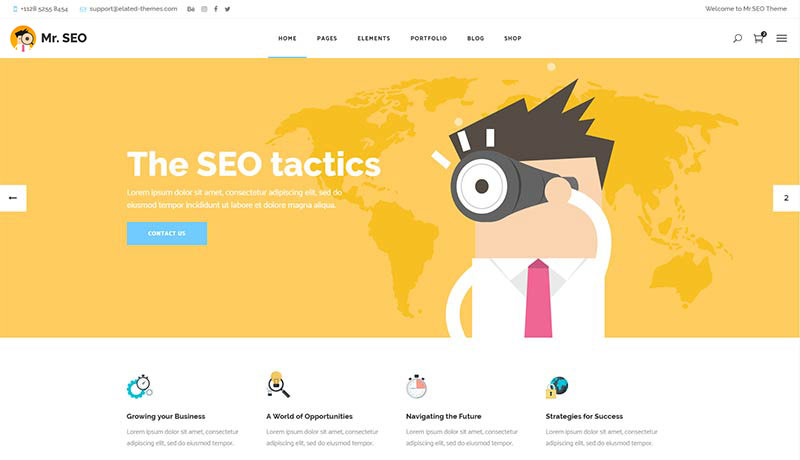 +1128 5255 8454 support@elated-themes.com Welcome to Mr.SEO Theme
Mr. SEO HOME PAGES ELEMENTS PORTFOLIO BLOG SHOP
The SEO tactics
Lorem ipsum dolor sit amet, consectetur adipiscing elit, sed do
eiusmod tempor incididunt ut labore et dolore magna aliqua.
2
CONTACT US
Growing your Business A World of Opportunities Navigating the Future Strategies for Success
Lorem ipsum dolor sit amet, consectetur Lorem ipsum dolor sit amet, consectetur Lorem ipsum dolor sit amet, consectetur Lorem ipsum dolor sit amet, consectetur
adipiscing elit, sed do eiusmod tempor. adipiscing elit, sed do eiusmod tempor. adipiscing elit, sed do eiusmod tempor. adipiscing elit, sed do eiusmod tempor.